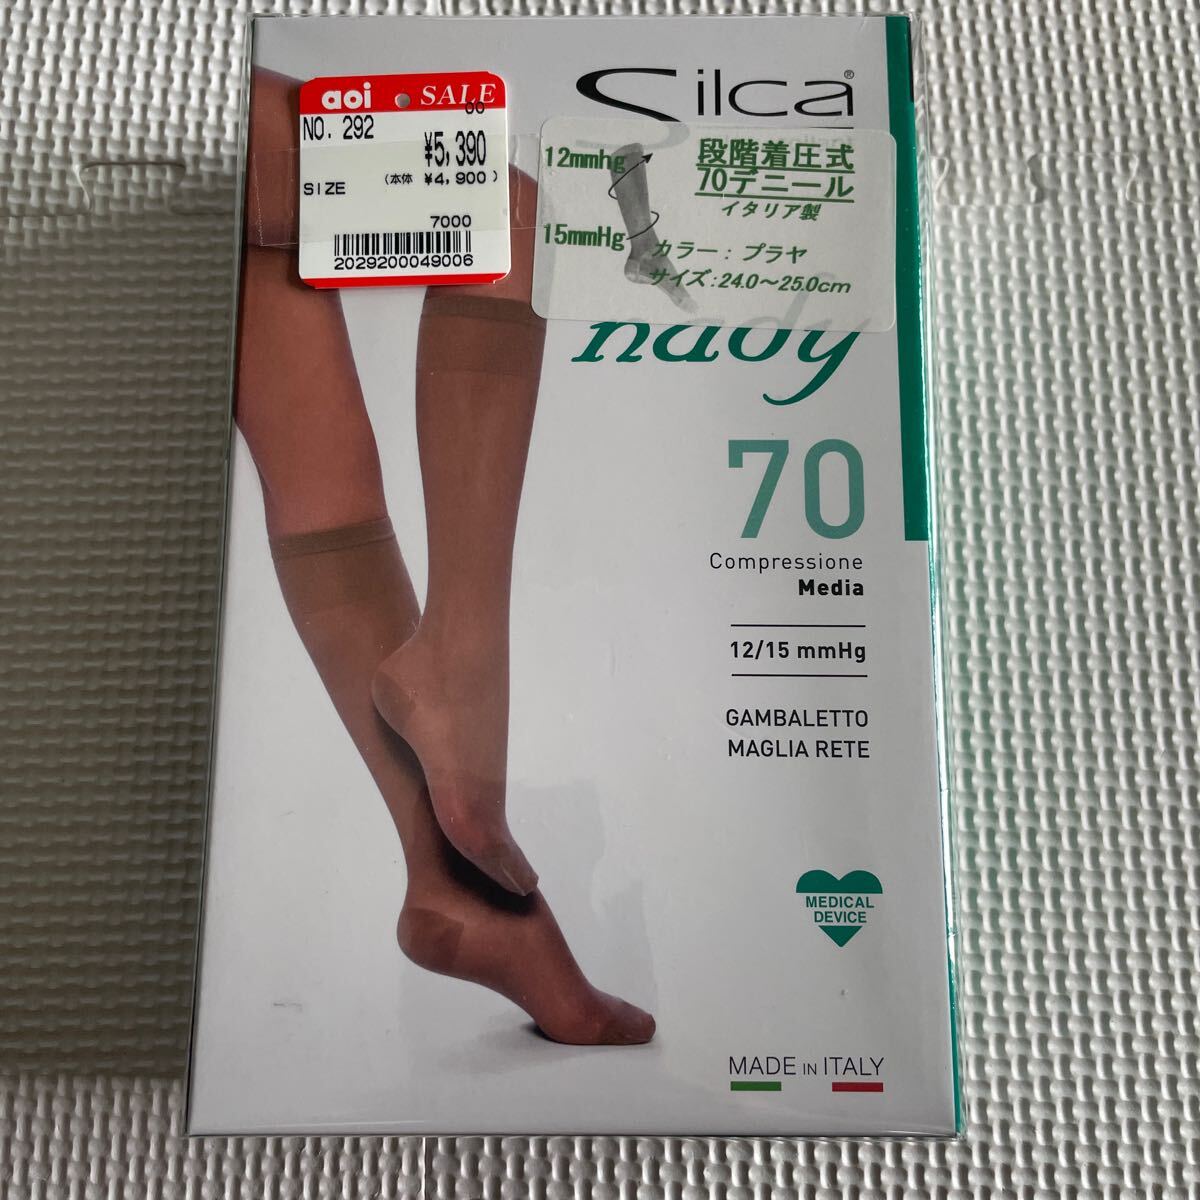 aoi SALE
NO. 292
00
¥5,390
SIZE
(本体 ¥4,900)
7000
2029200049006
Silca®
12mmhg
15mmHg
段階着圧式
70デニール
イタリア製
カラー:プラヤ
サイズ:24.0～25.0cm
nady
70
Compressione
Media
12/15 mmHg
GAMBALETTO
MAGLIA RETE
MEDICAL
DEVICE
MADE IN ITALY